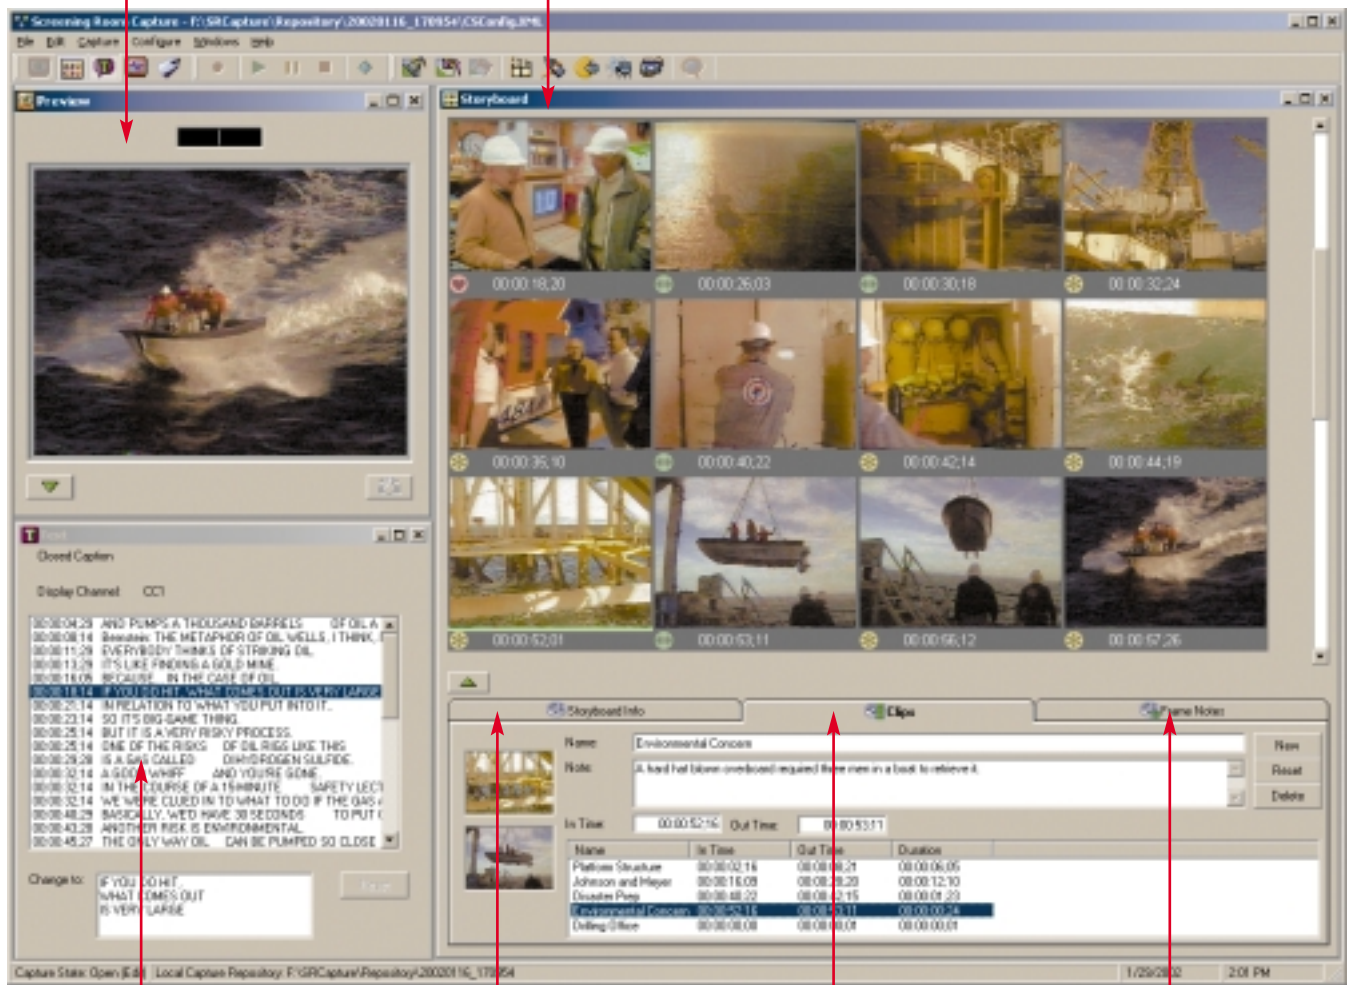 Screening Room Capture - F:\SRCapture\Repository\20020116_170954\CSConfig.XML
File Edit Capture Configure Windows Help
Preview
Storyboard
00:00:18;20 00:00:26;03 00:00:30;18 00:00:32;24
484
00:00:35;10 00:00:40;22 00:00:42;14 00:00:44;19
00:00:52;01 00:00:53;11 00:00:56;12 00:00:57;26
T Text
Closed Caption
Display Channel: CC1
00:00:04;29 AND PUMPS A THOUSAND BARRELS OF OIL A
00:00:08;14 Bernstein: THE METAPHOR OF OIL WELLS, I THINK,
00:00:11;29 EVERYBODY THINKS OF STRIKING OIL,
00:00:13;29 IT'S LIKE FINDING A GOLD MINE.
00:00:16;05 BECAUSE... IN THE CASE OF OIL,
00:00:18;14 IF YOU DO HIT, WHAT COMES OUT IS VERY LARGE
00:00:21;14 IN RELATION TO WHAT YOU PUT INTO IT..
00:00:23;14 SO IT'S BIG-GAME THING.
00:00:25;14 BUT IT IS A VERY RISKY PROCESS.
00:00:25;14 ONE OF THE RISKS OF OIL RIGS LIKE THIS
00:00:29;28 IS A GAS CALLED DIHYDROGEN SULFIDE.
00:00:32;14 A GOOD WHIFF AND YOU'RE GONE.
00:00:32;14 IN THE COURSE OF A 15 MINUTE SAFETY LECT
00:00:32;14 WE WERE CLUED IN TO WHAT TO DO IF THE GAS
00:00:40;29 BASICALLY, WE'D HAVE 30 SECONDS TO PUT
00:00:43;28 ANOTHER RISK IS ENVIRONMENTAL.
00:00:45;27 THE ONLY WAY OIL CAN BE PUMPED SO CLOSE
Change to: IF YOU DO HIT,
WHAT COMES OUT
IS VERY LARGE
Reset
Storyboard Info Clips Frame Notes
Name: Environmental Concern
Note: A hard hat blown overboard required three men in a boat to retrieve it.
New
Reset
Delete
In Time: 00:00:52;16 Out Time: 00:00:53;11
Name In Time Out Time Duration
Platform Structure 00:00:02;16 00:00:08;21 00:00:06;05
Johnson and Meyer 00:00:16;09 00:00:28;20 00:00:12;10
Disaster Prep 00:00:40;22 00:00:42;15 00:00:01;23
Environmental Concern 00:00:52;16 00:00:53;11 00:00:00;24
Drilling Office 00:00:00;00 00:00:00;01 00:00:00;01
Capture State: Open [Edit] Local Capture Repository: F:\SRCapture\Repository\20020116_170954 1/29/2002 2:01 PM